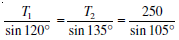 T₁/sin 120° = T₂/sin 135° = 250/sin 105°